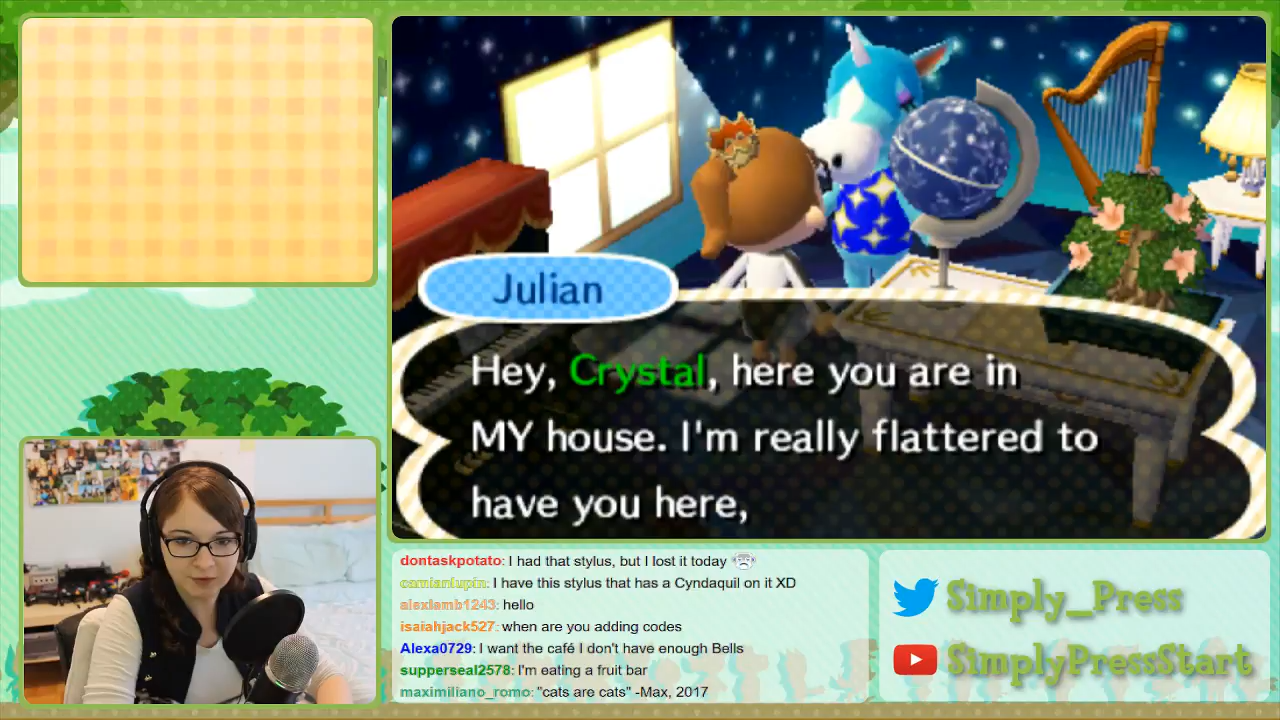 Julian
Hey, Crystal, here you are in
MY house. I'm really flattered to
have you here,
dontaskpotato: I had that stylus, but I lost it today
camianlupin: I have this stylus that has a Cyndaquil on it XD
alexlamb1243: hello
isaiahjack527: when are you adding codes
Alexa0729: I want the café I don't have enough Bells
supperseal2578: I'm eating a fruit bar
maximiliano_romo: "cats are cats" -Max, 2017
Simply_Press
SimplyPressStart